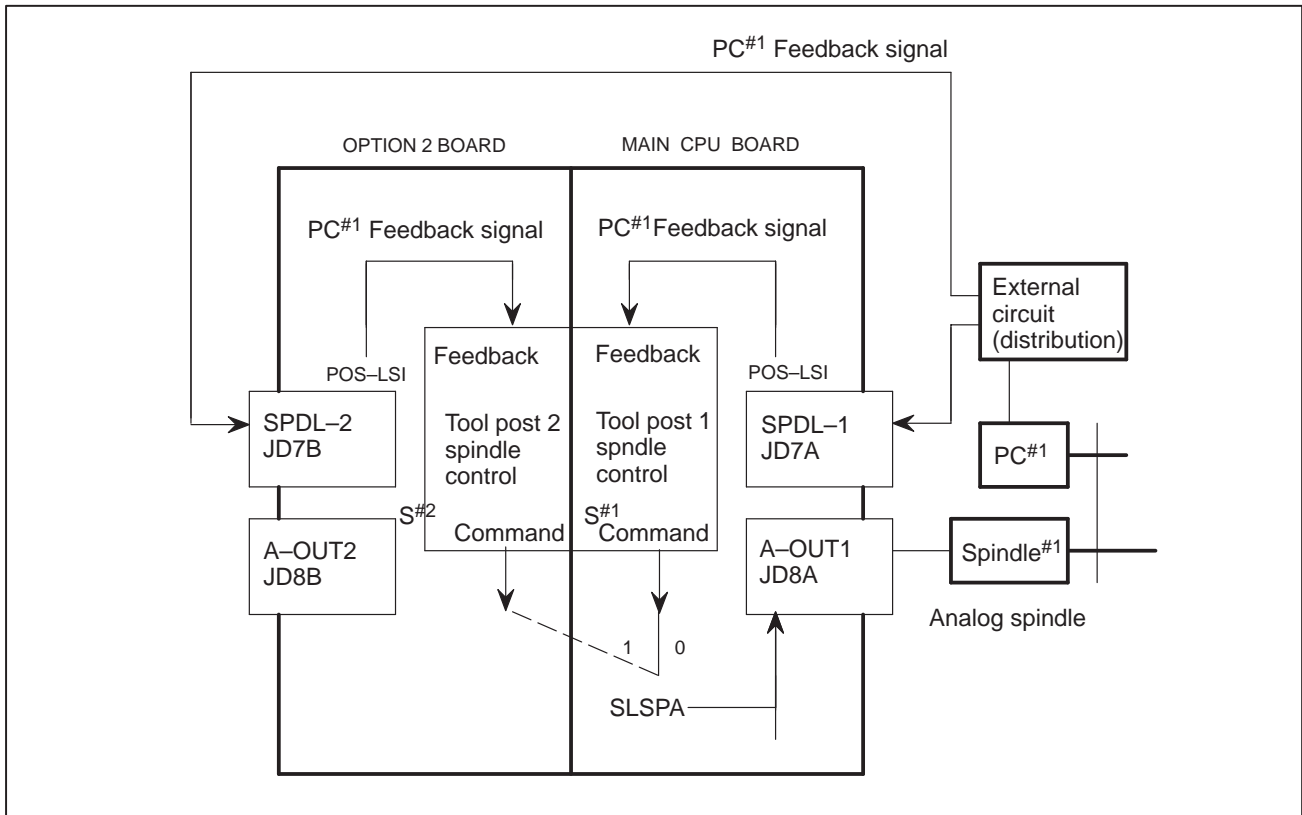 PC#1 Feedback signal
OPTION 2 BOARD
MAIN CPU BOARD
PC#1 Feedback signal
PC#1Feedback signal
External
circuit
(distribution)
Feedback
Feedback
POS–LSI
POS–LSI
SPDL–2
JD7B
Tool post 2
spindle
control
Tool post 1
spndle
control
SPDL–1
JD7A
PC#1
S#2
Command
S#1
Command
A–OUT2
JD8B
A–OUT1
JD8A
Spindle#1
Analog spindle
1
0
SLSPA